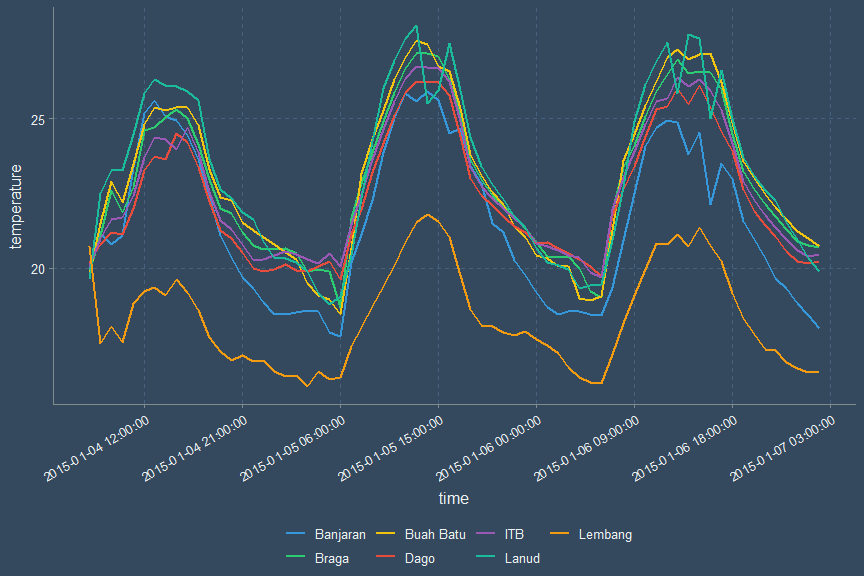 temperature
25
20
2015-01-04 12:00:00
2015-01-04 21:00:00
2015-01-05 06:00:00
2015-01-05 15:00:00
2015-01-06 00:00:00
2015-01-06 09:00:00
2015-01-06 18:00:00
2015-01-07 03:00:00
time
Banjaran Buah Batu ITB Lembang
Braga Dago Lanud